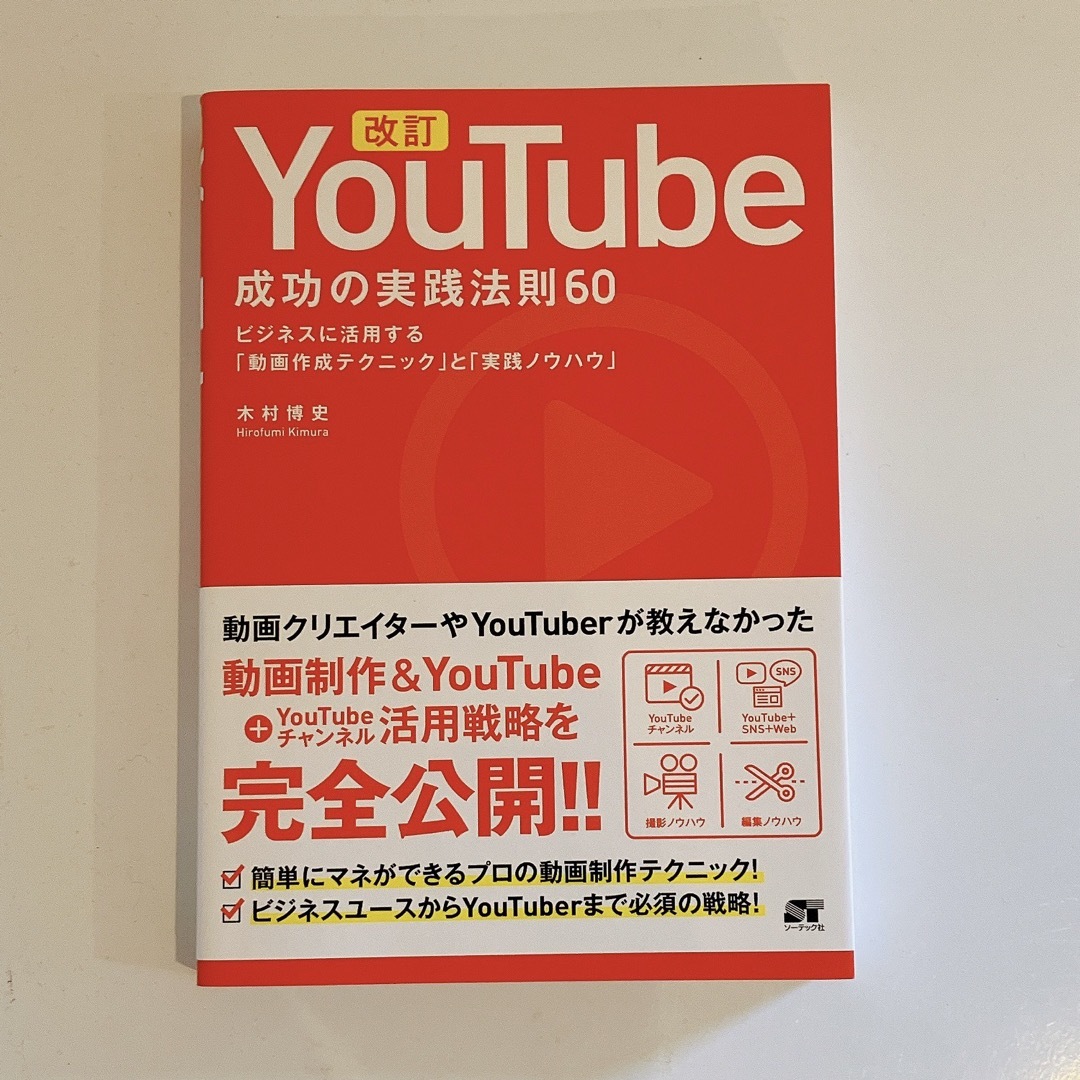 改訂
YouTube
成功の実践法則60
ビジネスに活用する
「動画作成テクニック」と「実践ノウハウ」
木村博史
Hirofumi Kimura
動画クリエイターやYouTuberが教えなかった
動画制作&YouTube
+YouTubeチャンネル活用戦略を
完全公開!!
YouTube
チャンネル
SNS
YouTube+
SNS+Web
撮影ノウハウ
編集ノウハウ
簡単にマネができるプロの動画制作テクニック!
ビジネスユースからYouTuberまで必須の戦略!
ST
ソーテック社